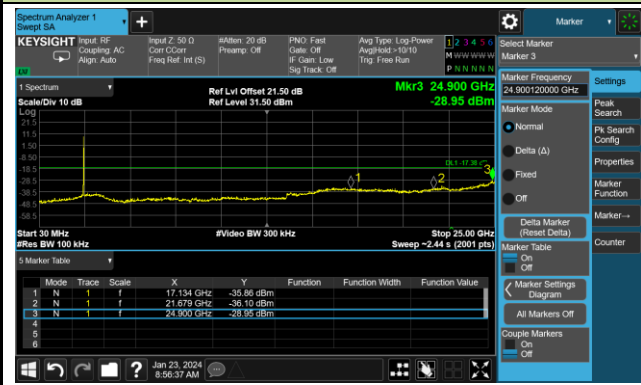 Spectrum Analyzer 1
Swept SA
+
Marker
KEYSIGHT
Input: RF
Coupling: AC
Align: Auto
Input Z: 50 Ω
Corr CCorr
Freq Ref: Int (S)
#Atten: 20 dB
Preamp: Off
PNO: Fast
Gate: Off
IF Gain: Low
Sig Track: Off
Avg Type: Log-Power
Avg|Hold:>10/10
Trig: Free Run
1 2 3 4 5 6
M W W W W W
P N N N N N
LXI
Select Marker
Marker 3
1 Spectrum
Scale/Div 10 dB
Ref Lvl Offset 21.50 dB
Ref Level 31.50 dBm
Mkr3 24.900 GHz
-28.95 dBm
Log
21.5
11.5
1.50
-8.50
-18.5
-28.5
-38.5
-48.5
-58.5
1
2
3
Start 30 MHz
#Res BW 100 kHz
#Video BW 300 kHz
Stop 25.00 GHz
Sweep ~2.44 s (2001 pts)
5 Marker Table
Mode Trace Scale X Y Function Function Width Function Value
1 N 1 f 17.134 GHz -35.86 dBm
2 N 1 f 21.679 GHz -36.10 dBm
3 N 1 f 24.900 GHz -28.95 dBm
4
5
6
Marker Frequency
24.900120000 GHz
Marker Mode
Normal
Delta (Δ)
Fixed
Off
Delta Marker
(Reset Delta)
Marker Table
On
Off
Marker Settings
Diagram
All Markers Off
Couple Markers
On
Off
Settings
Peak
Search
Pk Search
Config
Properties
Marker
Function
Marker→
Counter
?
Jan 23, 2024
8:56:37 AM